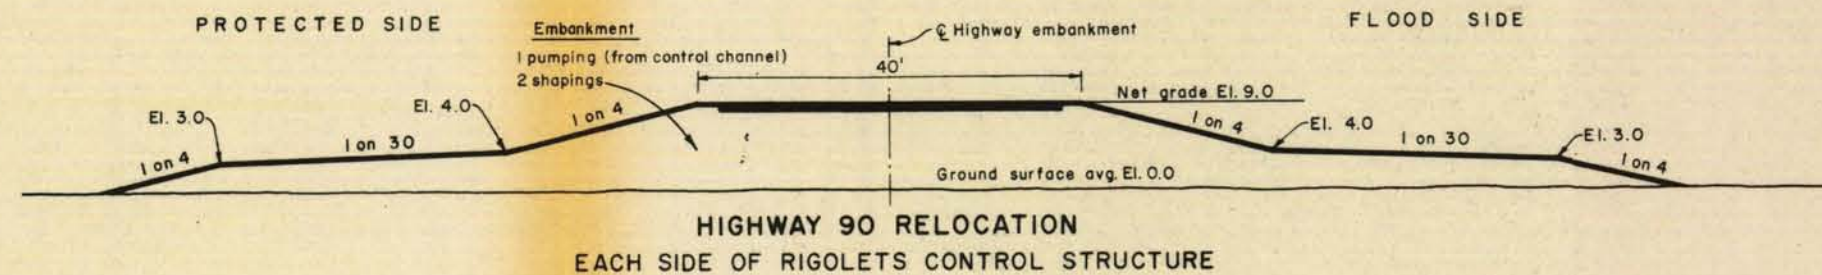 PROTECTED SIDE
FLOOD SIDE
Embankment
1 pumping (from control channel)
2 shapings
℄ Highway embankment
40'
Net grade El. 9.0
El. 3.0
1 on 4
1 on 30
El. 4.0
1 on 4
1 on 4
El. 4.0
1 on 30
El. 3.0
1 on 4
Ground surface avg. El. 0.0
HIGHWAY 90 RELOCATION
EACH SIDE OF RIGOLETS CONTROL STRUCTURE